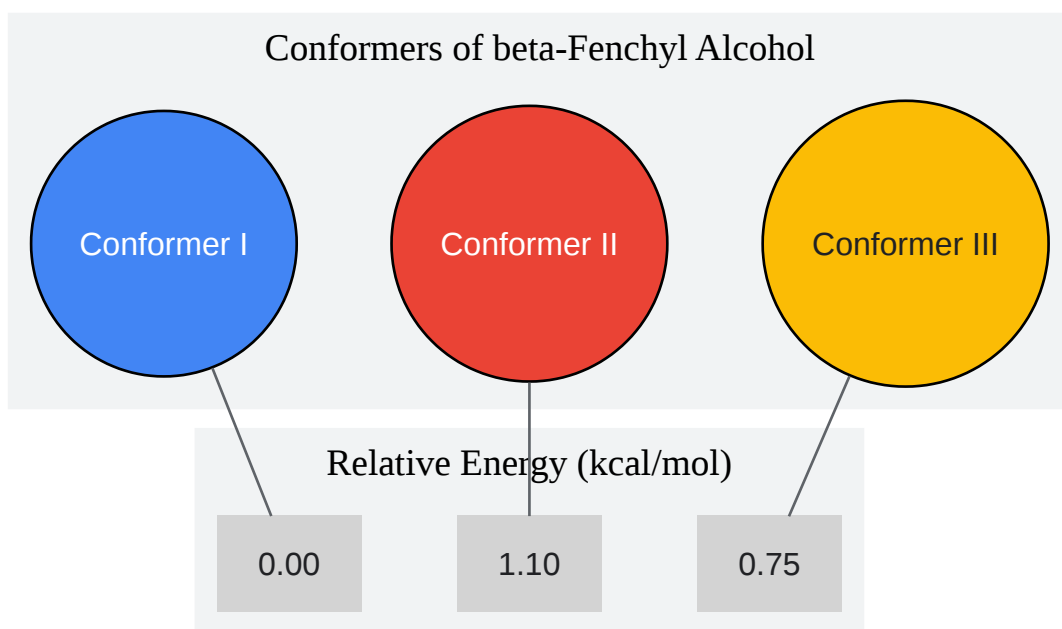 Conformers of beta-Fenchyl Alcohol
Conformer I
Conformer II
Conformer III
Relative Energy (kcal/mol)
0.00
1.10
0.75